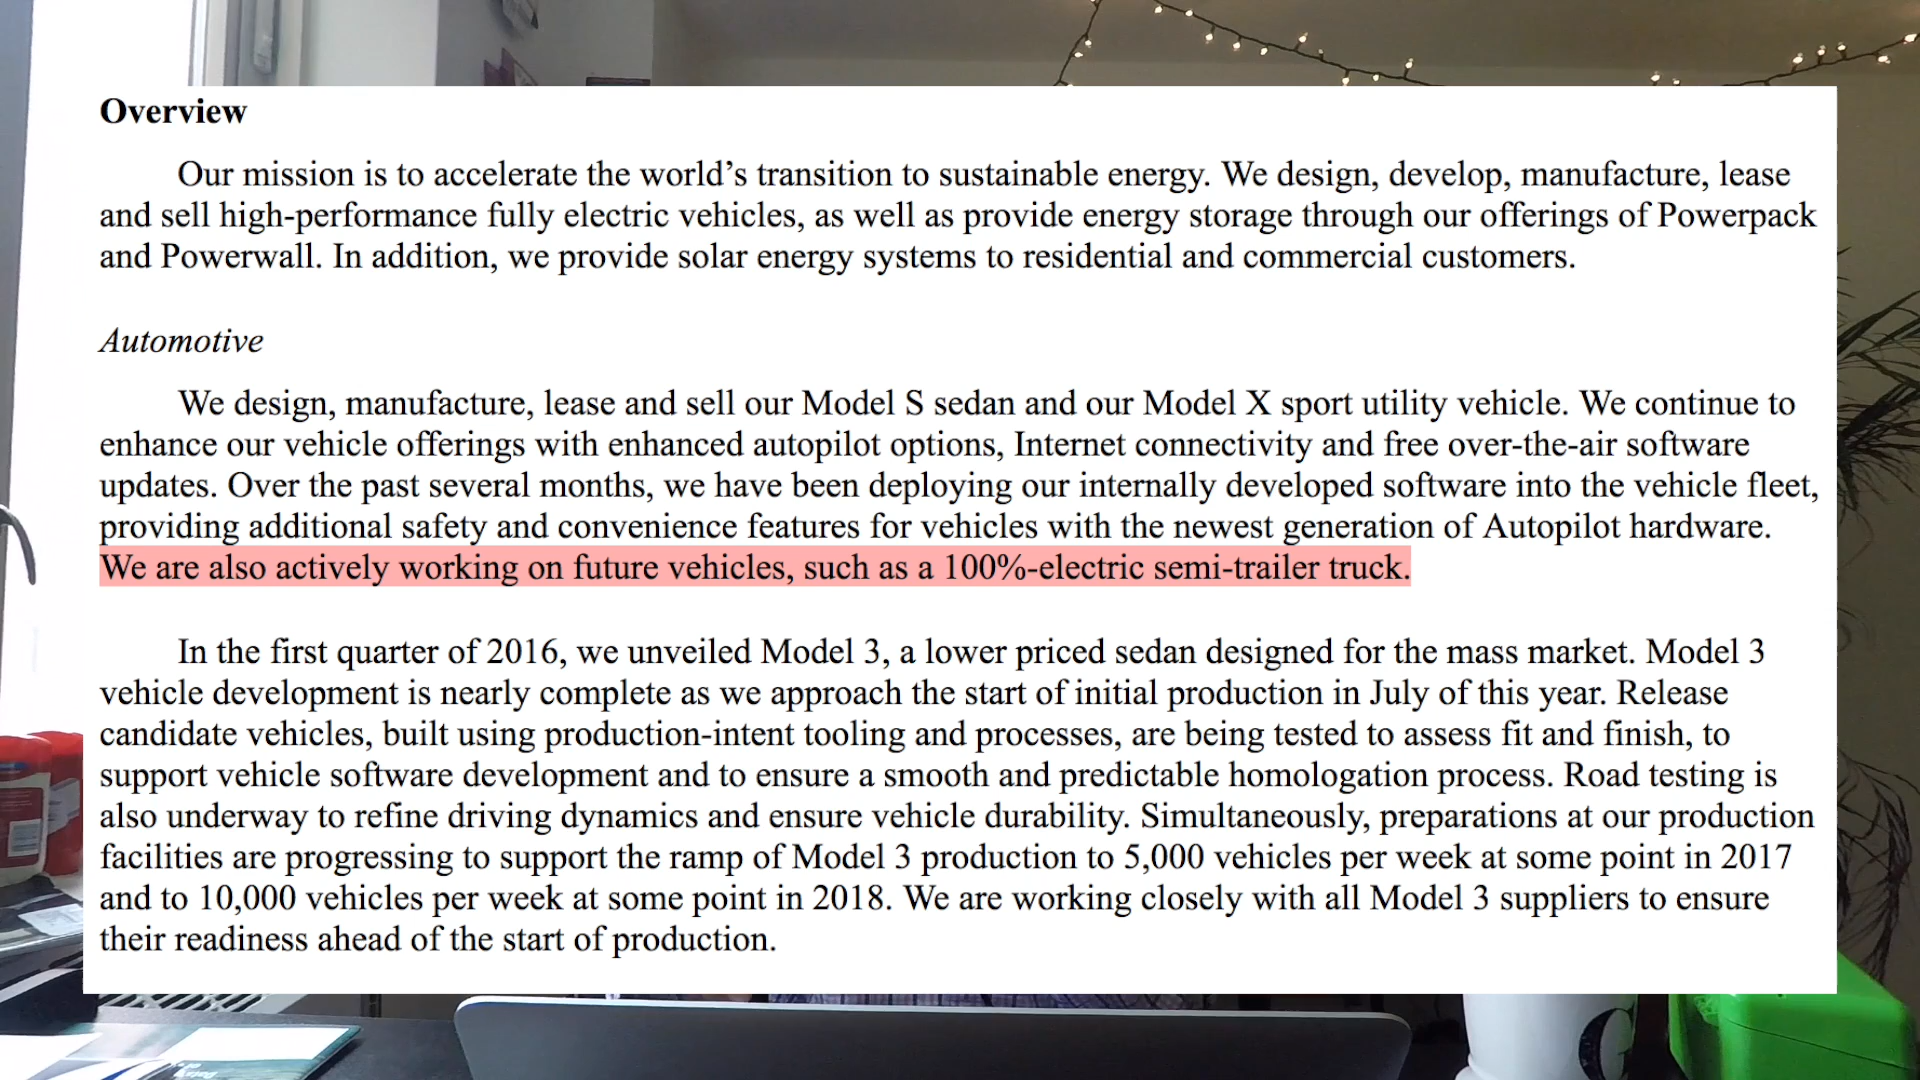 Overview
Our mission is to accelerate the world’s transition to sustainable energy. We design, develop, manufacture, lease
and sell high-performance fully electric vehicles, as well as provide energy storage through our offerings of Powerpack
and Powerwall. In addition, we provide solar energy systems to residential and commercial customers.
Automotive
We design, manufacture, lease and sell our Model S sedan and our Model X sport utility vehicle. We continue to
enhance our vehicle offerings with enhanced autopilot options, Internet connectivity and free over-the-air software
updates. Over the past several months, we have been deploying our internally developed software into the vehicle fleet,
providing additional safety and convenience features for vehicles with the newest generation of Autopilot hardware.
We are also actively working on future vehicles, such as a 100%-electric semi-trailer truck.
In the first quarter of 2016, we unveiled Model 3, a lower priced sedan designed for the mass market. Model 3
vehicle development is nearly complete as we approach the start of initial production in July of this year. Release
candidate vehicles, built using production-intent tooling and processes, are being tested to assess fit and finish, to
support vehicle software development and to ensure a smooth and predictable homologation process. Road testing is
also underway to refine driving dynamics and ensure vehicle durability. Simultaneously, preparations at our production
facilities are progressing to support the ramp of Model 3 production to 5,000 vehicles per week at some point in 2017
and to 10,000 vehicles per week at some point in 2018. We are working closely with all Model 3 suppliers to ensure
their readiness ahead of the start of production.